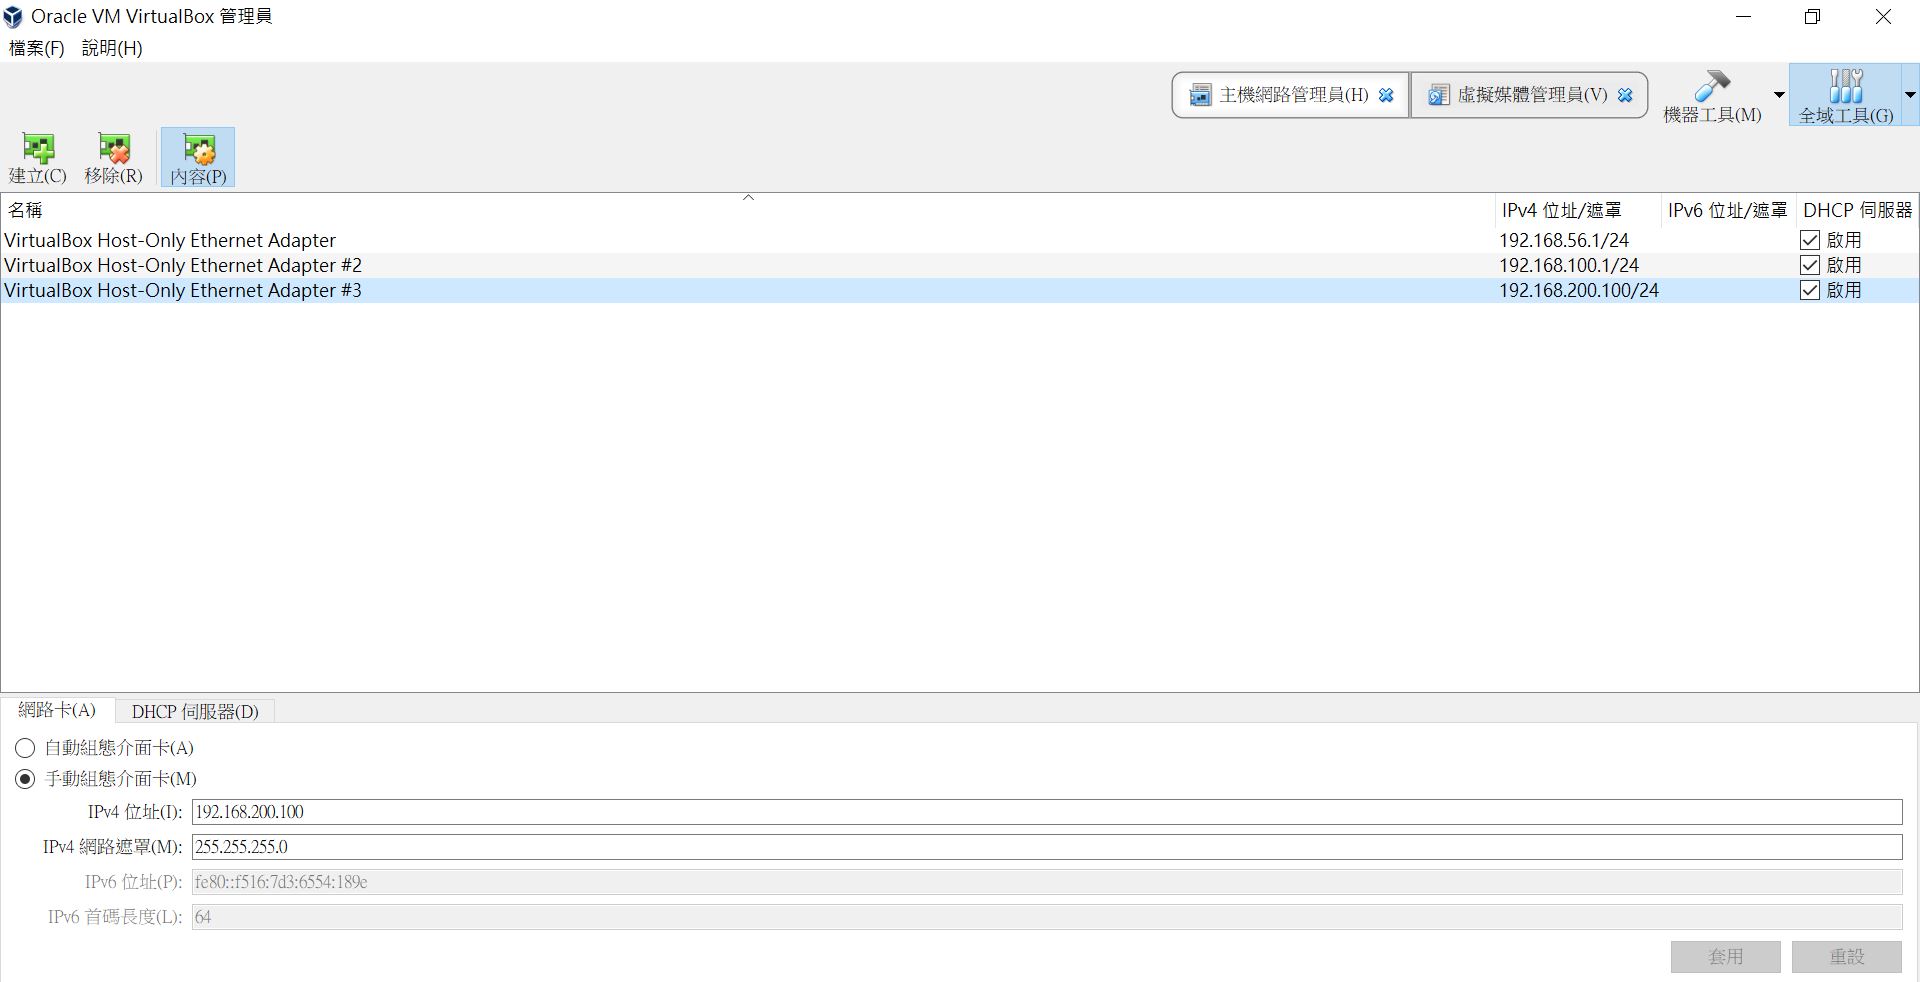 Oracle VM VirtualBox 管理員
檔案(F) 說明(H)
主機網路管理員(H) 虛擬媒體管理員(V)
機器工具(M) 全域工具(G)
建立(C) 移除(R) 內容(P)
名稱 IPv4 位址/遮罩 IPv6 位址/遮罩 DHCP 伺服器
VirtualBox Host-Only Ethernet Adapter 192.168.56.1/24 啟用
VirtualBox Host-Only Ethernet Adapter #2 192.168.100.1/24 啟用
VirtualBox Host-Only Ethernet Adapter #3 192.168.200.100/24 啟用
網路卡(A) DHCP 伺服器(D)
自動組態介面卡(A)
手動組態介面卡(M)
IPv4 位址(I): 192.168.200.100
IPv4 網路遮罩(M): 255.255.255.0
IPv6 位址(P): fe80::f516:7d3:6554:189e
IPv6 首碼長度(L): 64
套用 重設